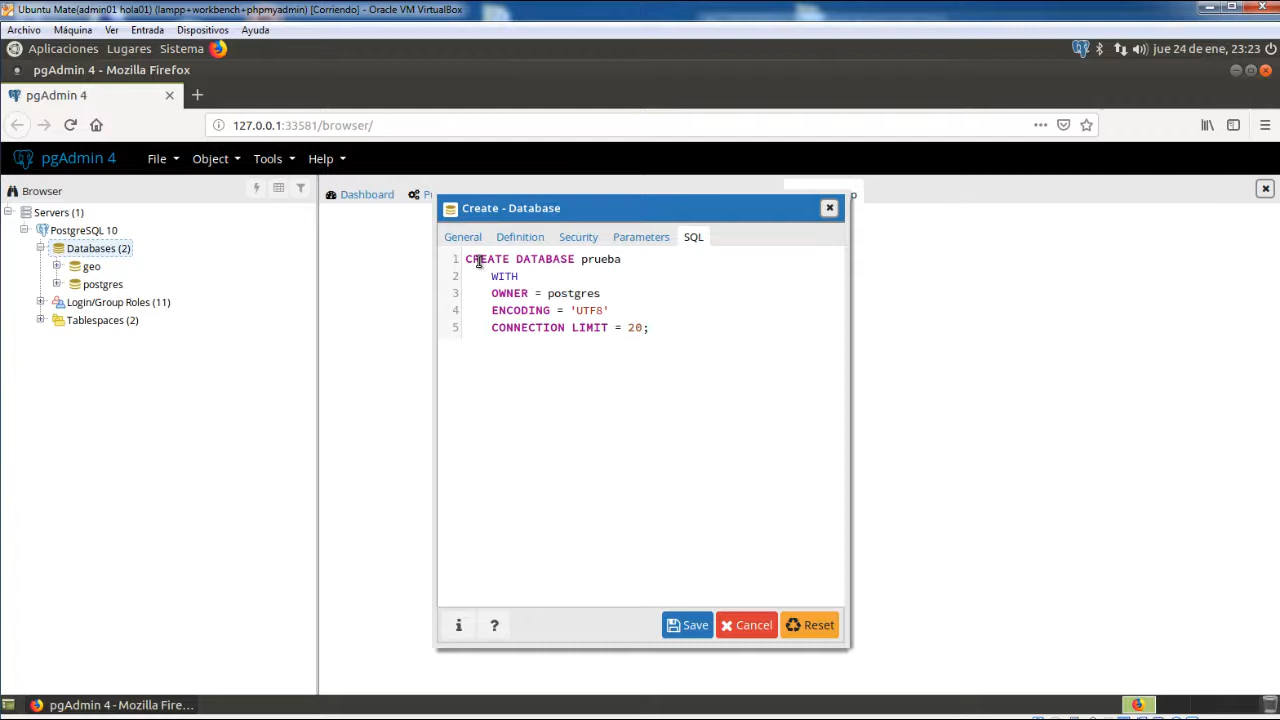 Ubuntu Mate(admin01 hola01) (lampp+workbench+phpmyadmin) [Corriendo] - Oracle VM VirtualBox
Archivo Máquina Ver Entrada Dispositivos Ayuda
Aplicaciones Lugares Sistema jue 24 de ene, 23:23
pgAdmin 4 - Mozilla Firefox
pgAdmin 4
127.0.0.1:33581/browser/
pgAdmin 4 File Object Tools Help
Browser
Dashboard
Servers (1)
PostgreSQL 10
Databases (2)
geo
postgres
Login/Group Roles (11)
Tablespaces (2)
Create - Database
General Definition Security Parameters SQL
1 CREATE DATABASE prueba
2 WITH
3 OWNER = postgres
4 ENCODING = 'UTF8'
5 CONNECTION LIMIT = 20;
i ? Save Cancel Reset
pgAdmin 4 - Mozilla Fire...